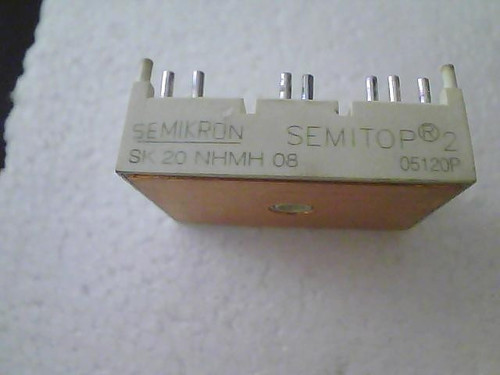 SEMIKRON SEMITOP® 2
SK 20 NHMH 08 05120P